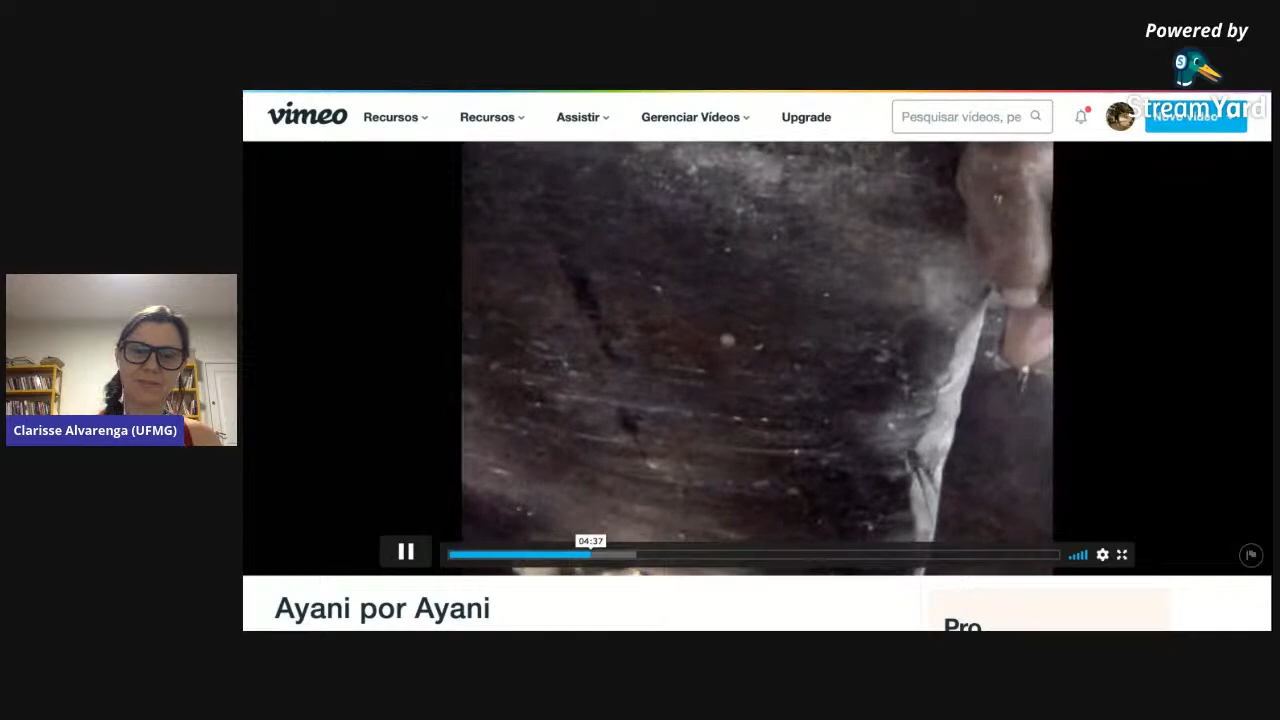 Powered by
StreamYard
vimeo
Recursos
Recursos
Assistir
Gerenciar Vídeos
Upgrade
Pesquisar vídeos, pe
Clarisse Alvarenga (UFMG)
04:37
Ayani por Ayani
Pro